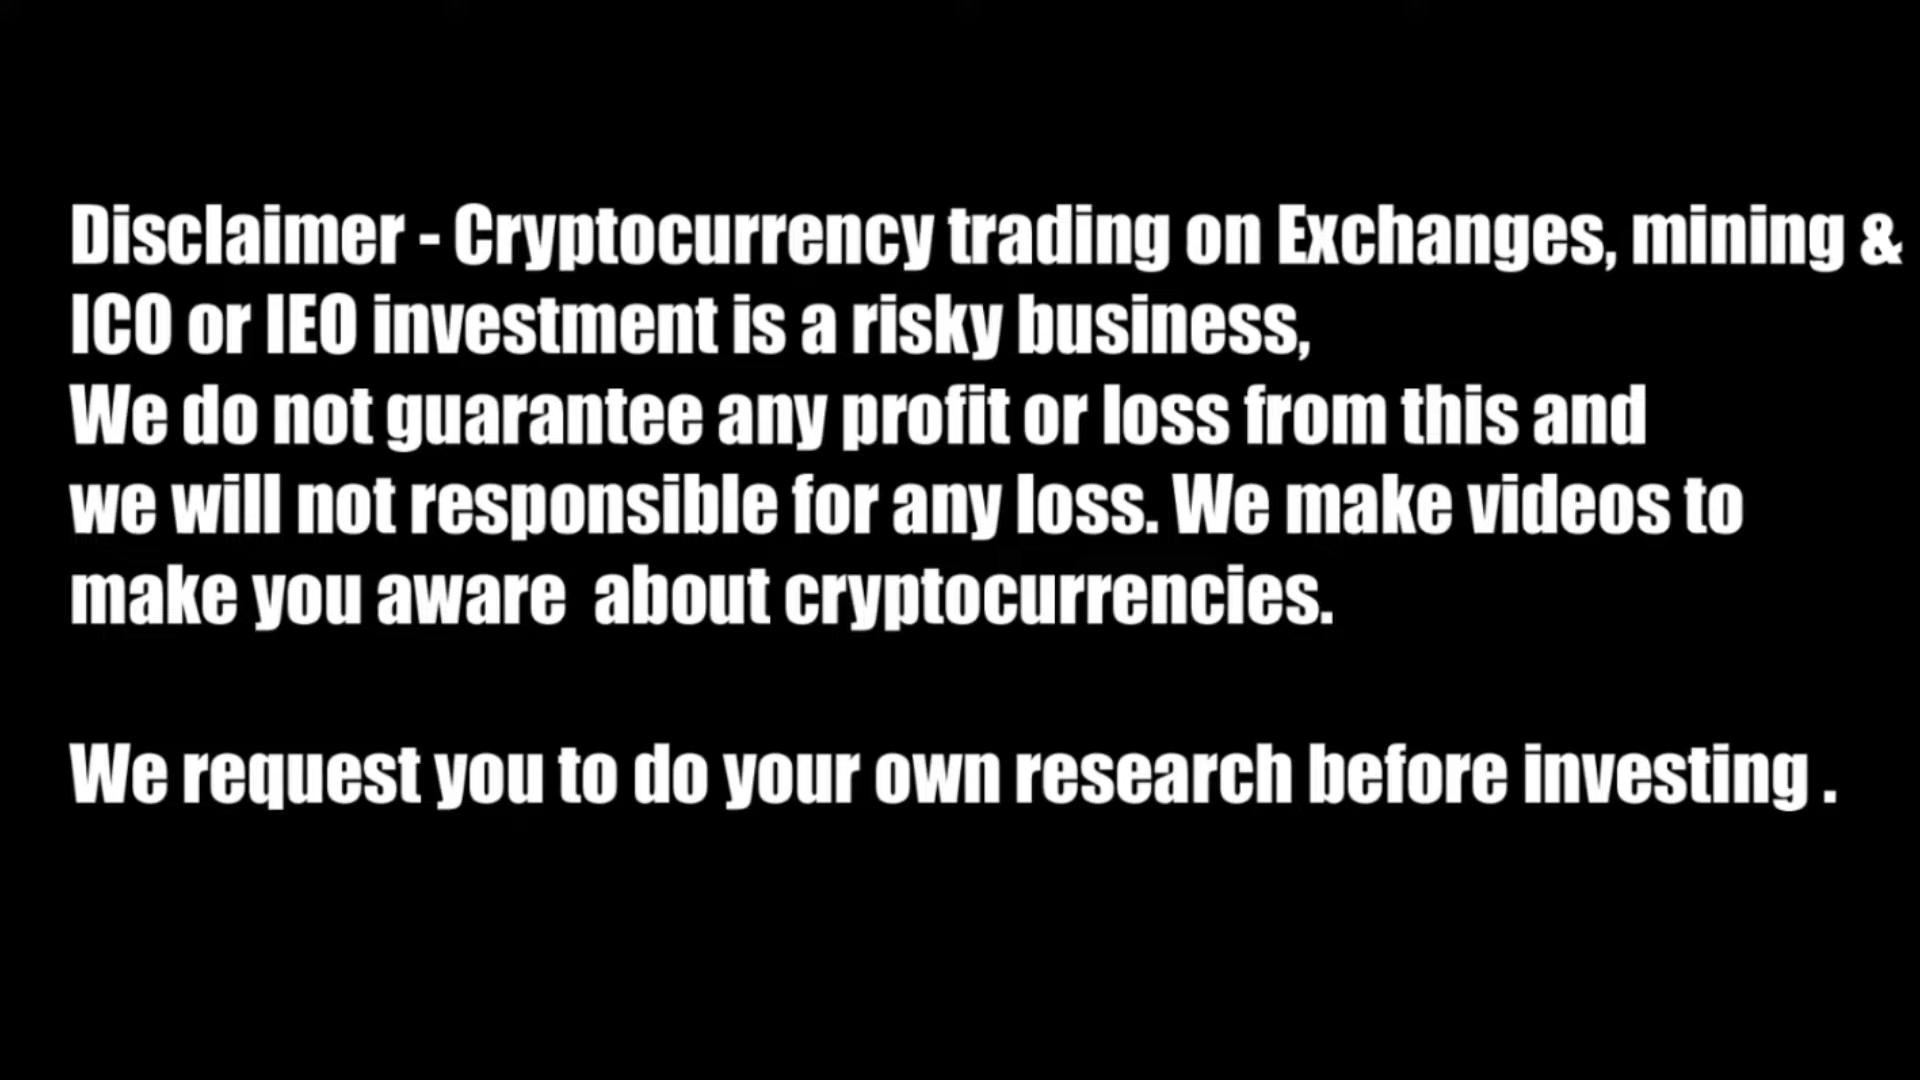 Disclaimer - Cryptocurrency trading on Exchanges, mining &
ICO or IEO investment is a risky business,
We do not guarantee any profit or loss from this and
we will not responsible for any loss. We make videos to
make you aware  about cryptocurrencies.
We request you to do your own research before investing .